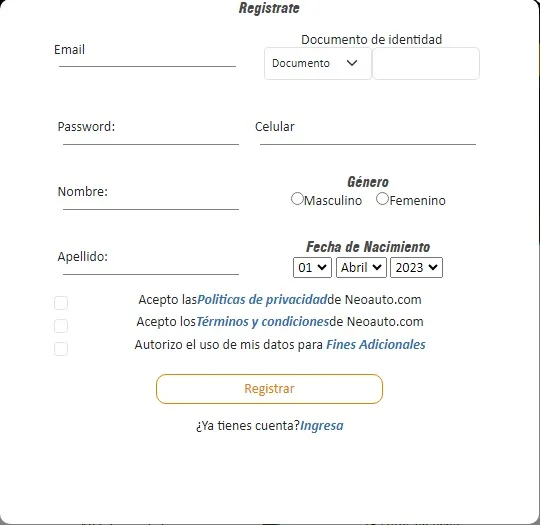 Registrate
Email
Documento de identidad
Documento
Password:
Celular
Nombre:
Género
Masculino Femenino
Apellido:
Fecha de Nacimiento
01 Abril 2023
Acepto lasPoliticas de privacidadde Neoauto.com
Acepto losTérminos y condicionesde Neoauto.com
Autorizo el uso de mis datos para Fines Adicionales
Registrar
¿Ya tienes cuenta?Ingresa